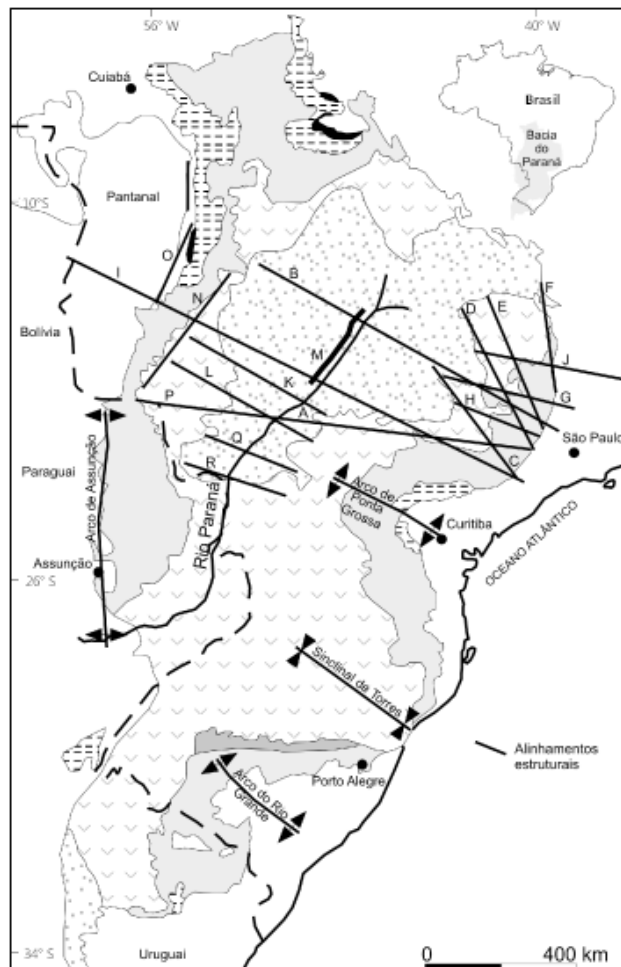 56° W
40° W
Cuiabá
Brasil
Bacia
do
Paraná
10°S
Pantanal
O
I
B
F
N
D
E
Bolívia
M
J
L
K
G
P
A
H
São Paulo
Q
C
Paraguai
Arco de Assunção
R
Arco de
Ponta
Grossa
Curitiba
Rio Paraná
OCEANO ATLÂNTICO
Assunção
26° S
Sinclinal de Torres
Alinhamentos
estruturais
Porto Alegre
Arco do Rio
Grande
34° S
Uruguai
0 400 km